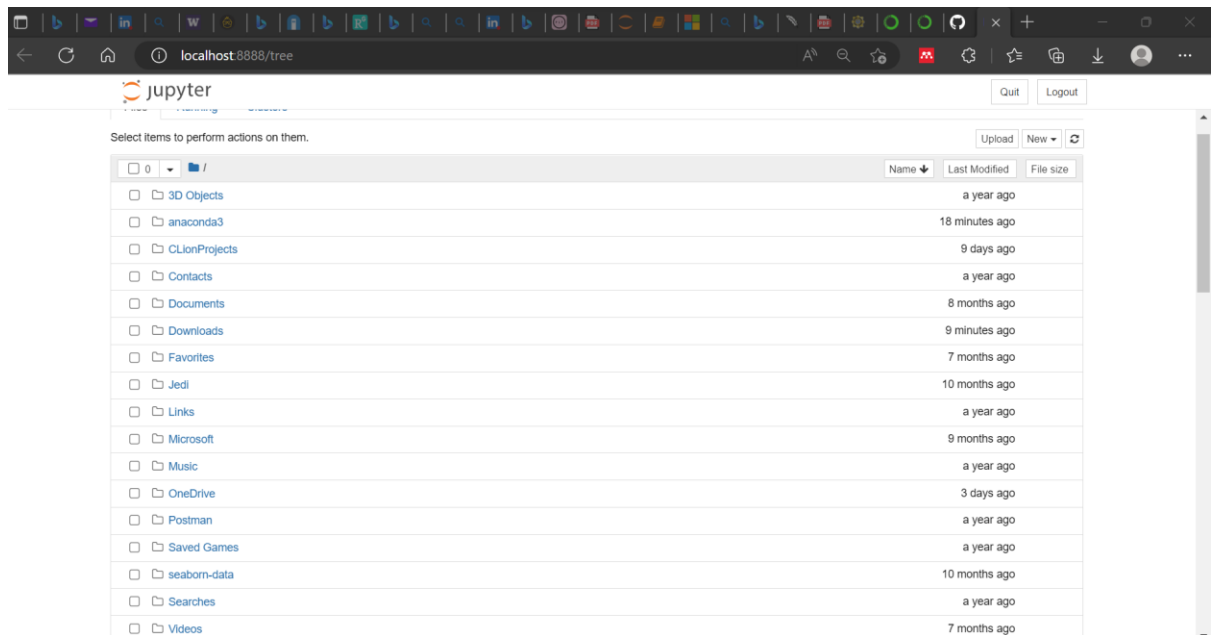 localhost:8888/tree
jupyter
Quit Logout
Files Running Clusters
Select items to perform actions on them.
Upload New
0 / Name Last Modified File size
3D Objects a year ago
anaconda3 18 minutes ago
CLionProjects 9 days ago
Contacts a year ago
Documents 8 months ago
Downloads 9 minutes ago
Favorites 7 months ago
Jedi 10 months ago
Links a year ago
Microsoft 9 months ago
Music a year ago
OneDrive 3 days ago
Postman a year ago
Saved Games a year ago
seaborn-data 10 months ago
Searches a year ago
Videos 7 months ago